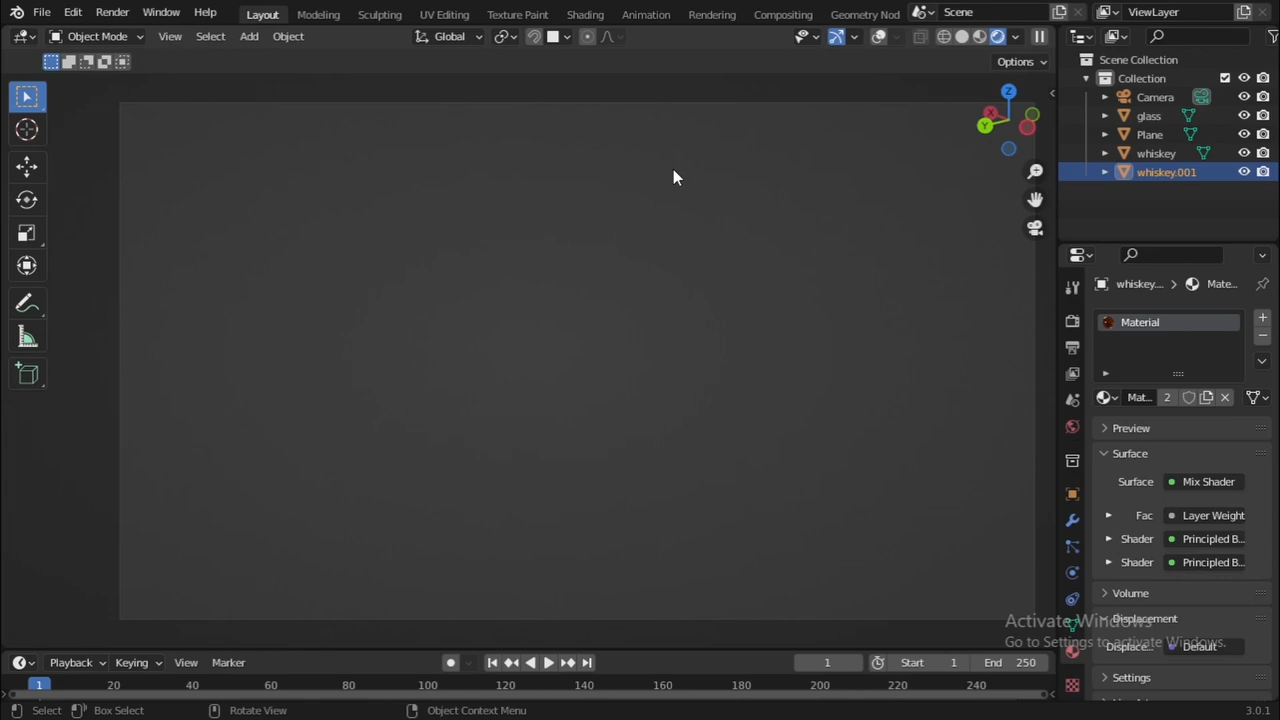 File Edit Render Window Help Layout Modeling Sculpting UV Editing Texture Paint Shading Animation Rendering Compositing Geometry Nod Scene ViewLayer
Object Mode View Select Add Object Global
Options
Scene Collection
Collection
Camera
glass
Plane
whiskey
whiskey.001
X
Y
Z
whiskey.... Mate...
Material
Mat... 2
Preview
Surface
Surface Mix Shader
Fac Layer Weight
Shader Principled B...
Shader Principled B...
Volume
Displacement
Displace... Default
Settings
Activate Windows
Go to Settings to activate Windows.
Playback Keying View Marker 1 Start 1 End 250
1 20 40 60 80 100 120 140 160 180 200 220 240
Select Box Select Rotate View Object Context Menu 3.0.1